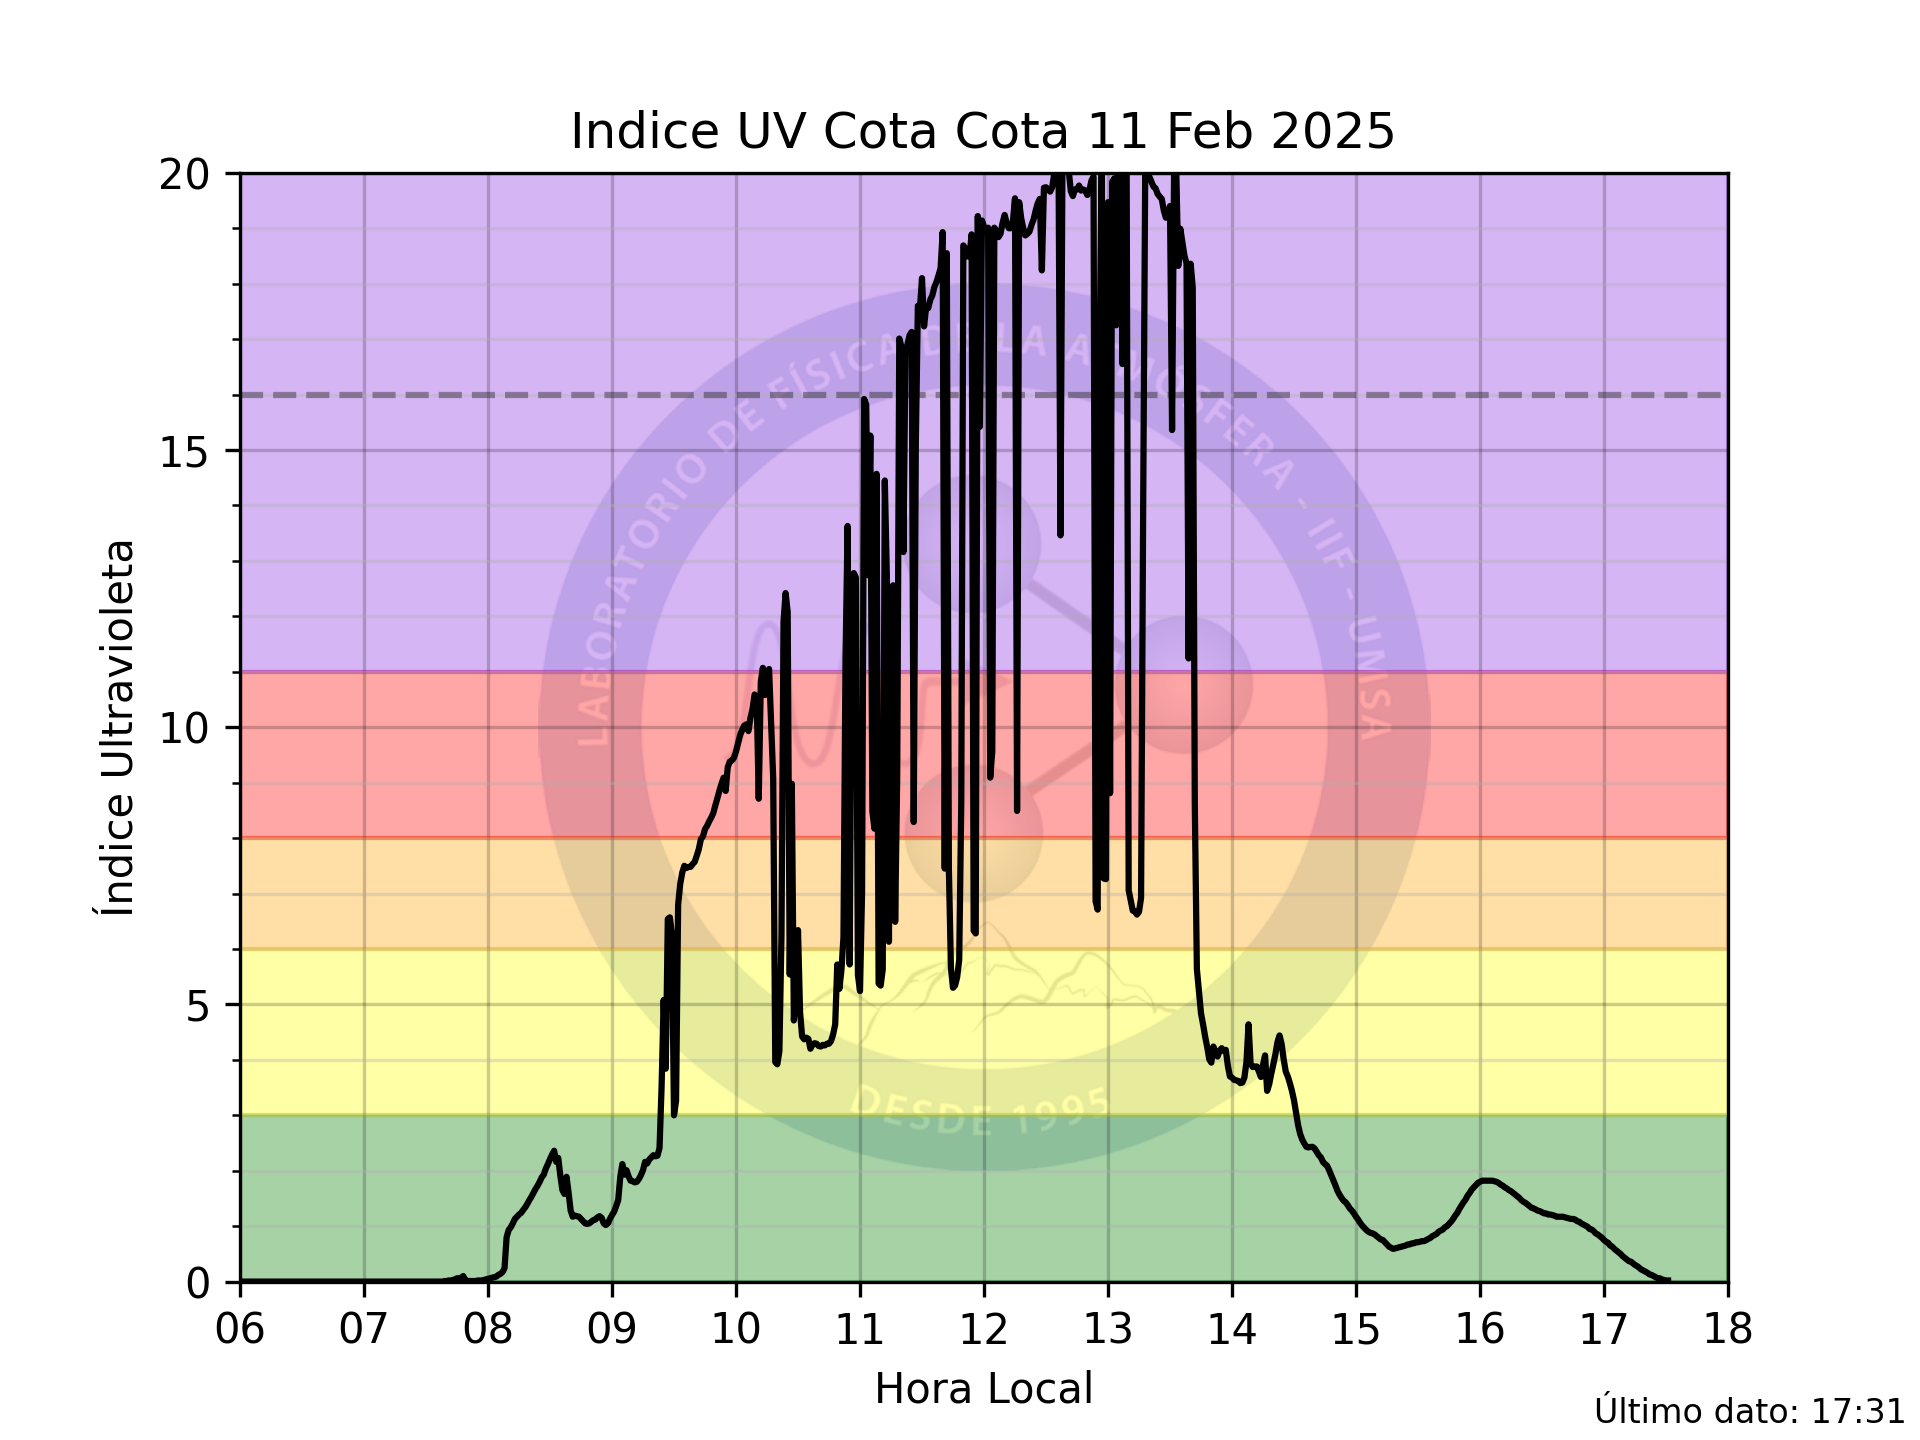 Indice UV Cota Cota 11 Feb 2025
20
15
10
5
0
Índice Ultravioleta
LABORATORIO DE FÍSICA DE LA ATMÓSFERA - IIF - UMSA
DESDE 1995
06 07 08 09 10 11 12 13 14 15 16 17 18
Hora Local
Último dato: 17:31